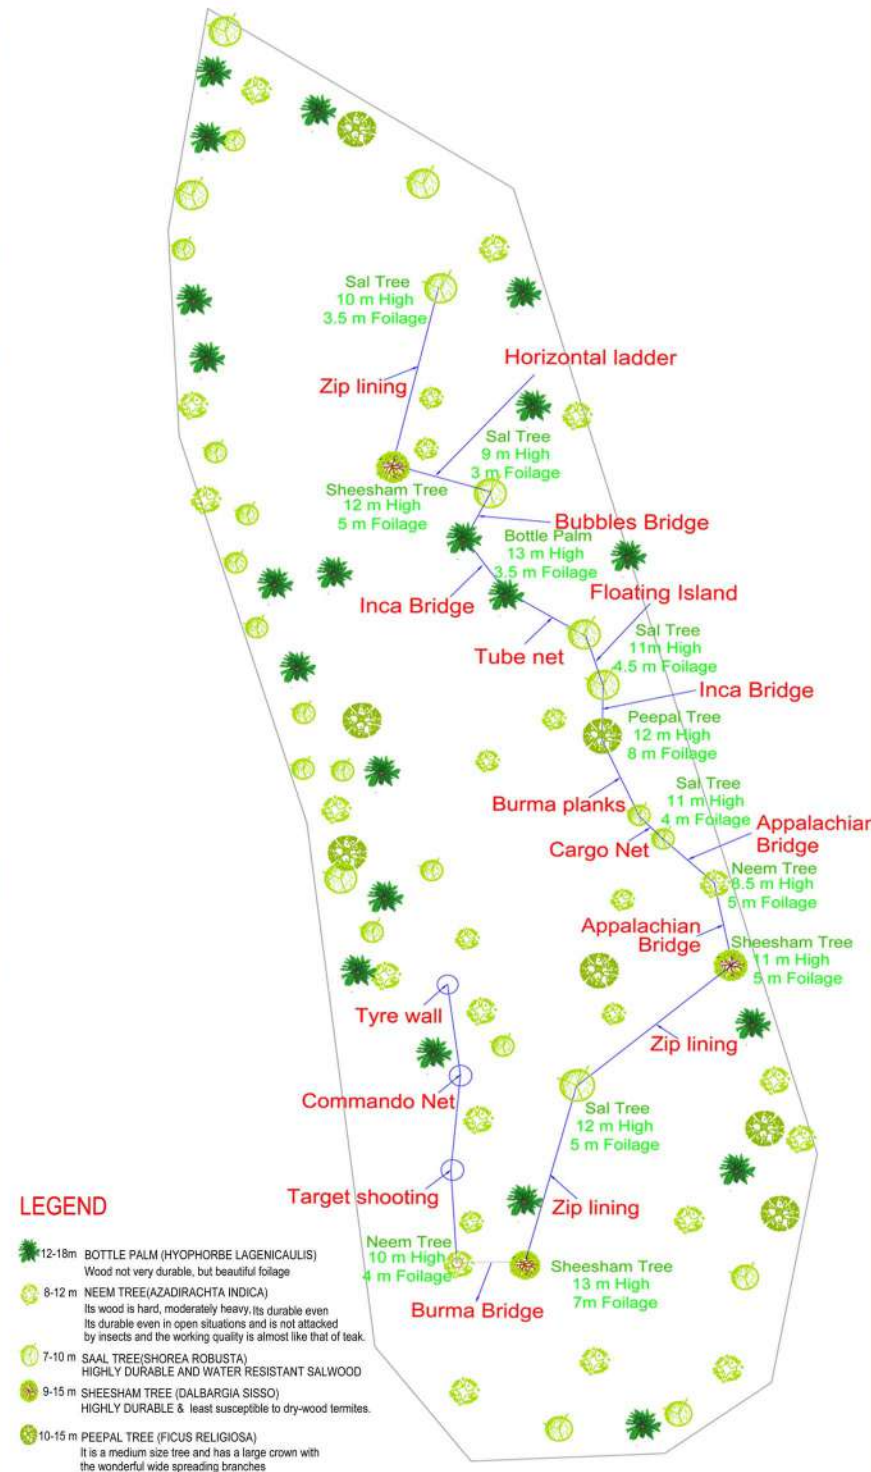 Sal Tree
10 m High
3.5 m Foilage
Horizontal ladder
Zip lining
Sal Tree
9 m High
3 m Foilage
Sheesham Tree
12 m High
5 m Foilage
Bubbles Bridge
Bottle Palm
13 m High
3.5 m Foilage
Floating Island
Inca Bridge
Sal Tree
11m High
4.5 m Foilage
Tube net
Inca Bridge
Peepal Tree
12 m High
8 m Foilage
Sal Tree
11 m High
4 m Foilage
Burma planks
Appalachian
Bridge
Cargo Net
Neem Tree
8.5 m High
5 m Foilage
Appalachian
Bridge
Sheesham Tree
11 m High
5 m Foilage
Tyre wall
Zip lining
Commando Net
Sal Tree
12 m High
5 m Foilage
Target shooting
Zip lining
Neem Tree
10 m High
4 m Foilage
Sheesham Tree
13 m High
7m Foilage
Burma Bridge
LEGEND
12-18m BOTTLE PALM (HYOPHORBE LAGENICAULIS)
Wood not very durable, but beautiful foilage
8-12 m NEEM TREE(AZADIRACHTA INDICA)
Its wood is hard, moderately heavy. Its durable even
Its durable even in open situations and is not attacked
by insects and the working quality is almost like that of teak.
7-10 m SAAL TREE(SHOREA ROBUSTA)
HIGHLY DURABLE AND WATER RESISTANT SALWOOD
9-15 m SHEESHAM TREE (DALBARGIA SISSO)
HIGHLY DURABLE & least susceptible to dry-wood termites.
10-15 m PEEPAL TREE (FICUS RELIGIOSA)
It is a medium size tree and has a large crown with
the wonderful wide spreading branches